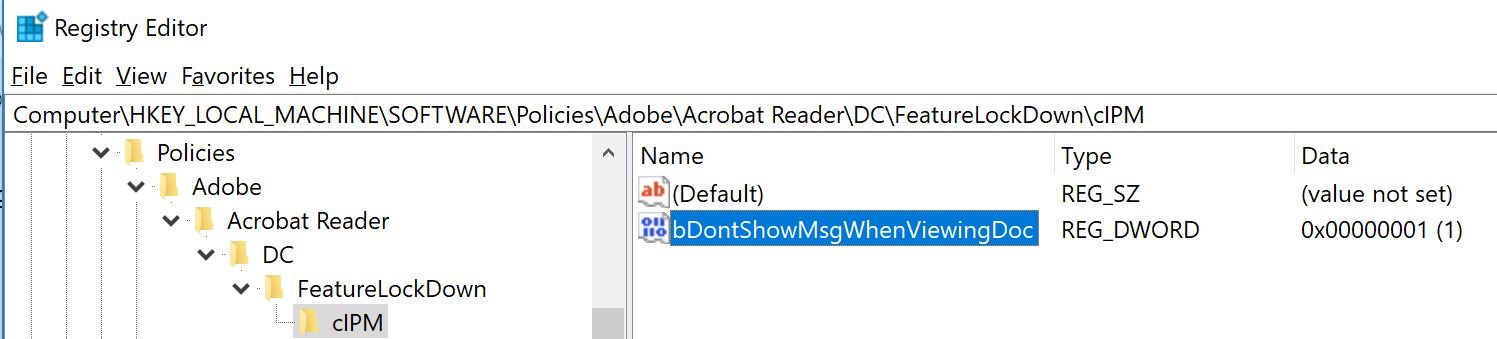 Registry Editor
File Edit View Favorites Help
Computer\HKEY_LOCAL_MACHINE\SOFTWARE\Policies\Adobe\Acrobat Reader\DC\FeatureLockDown\cIPM
Policies
Adobe
Acrobat Reader
DC
FeatureLockDown
cIPM
Name Type Data
(Default) REG_SZ (value not set)
bDontShowMsgWhenViewingDoc REG_DWORD 0x00000001 (1)